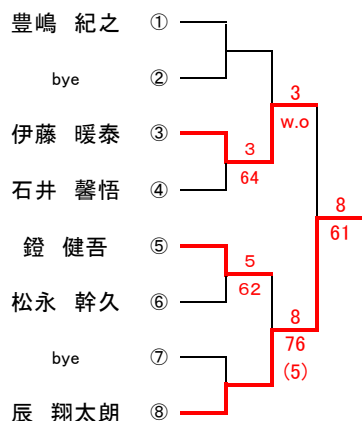 豊嶋 紀之 ①
bye ②
3
w.o
伊藤 暖泰 ③
3
64
石井 馨悟 ④
8
61
鐙 健吾 ⑤
5
62
松永 幹久 ⑥
8
76
(5)
bye ⑦
辰 翔太朗 ⑧